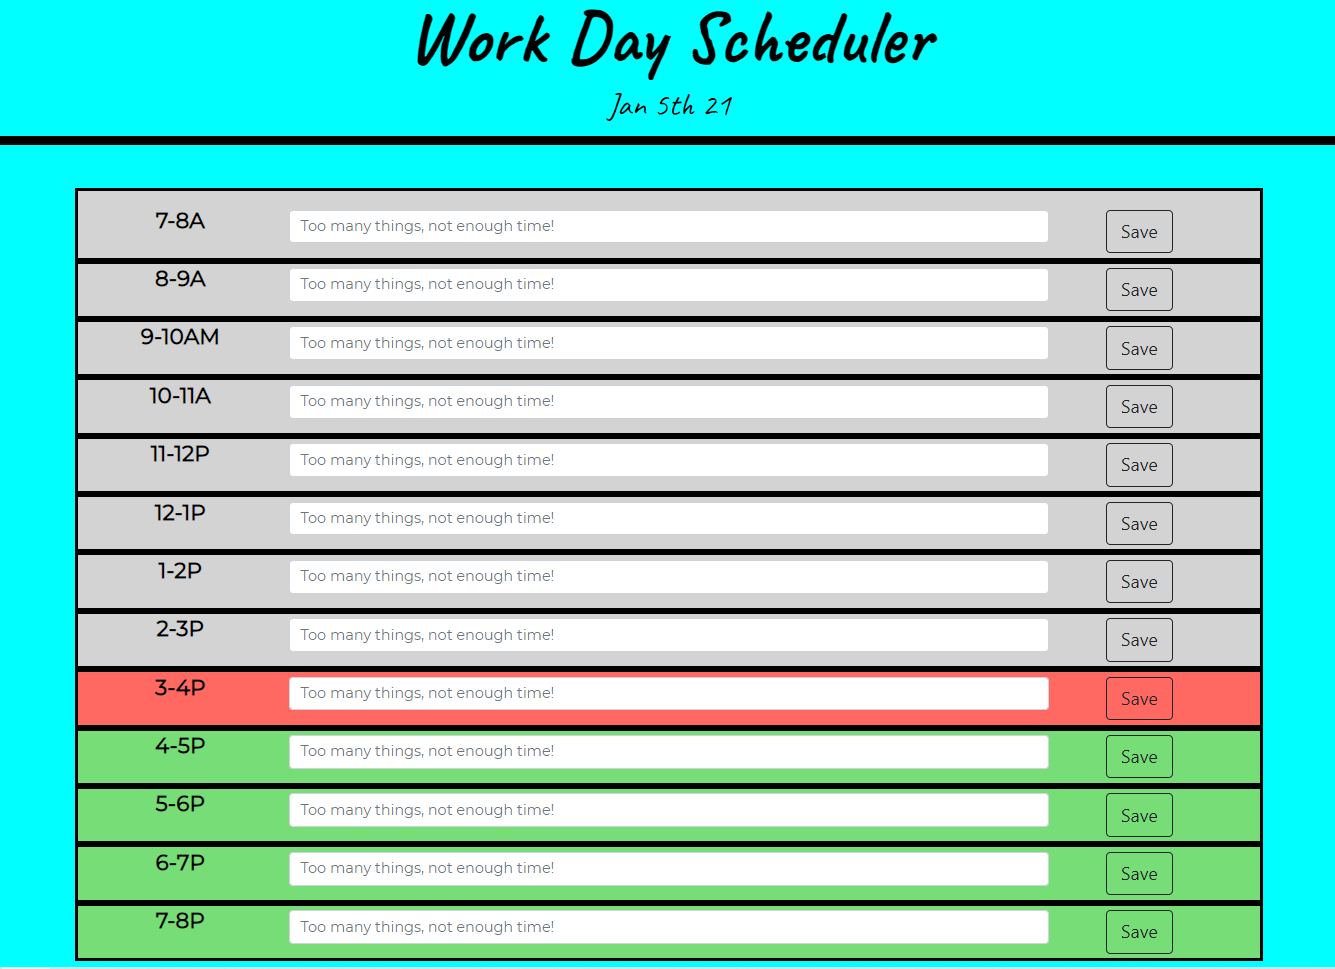 Work Day Scheduler
Jan 5th 21
7-8A Too many things, not enough time! Save
8-9A Too many things, not enough time! Save
9-10AM Too many things, not enough time! Save
10-11A Too many things, not enough time! Save
11-12P Too many things, not enough time! Save
12-1P Too many things, not enough time! Save
1-2P Too many things, not enough time! Save
2-3P Too many things, not enough time! Save
3-4P Too many things, not enough time! Save
4-5P Too many things, not enough time! Save
5-6P Too many things, not enough time! Save
6-7P Too many things, not enough time! Save
7-8P Too many things, not enough time! Save